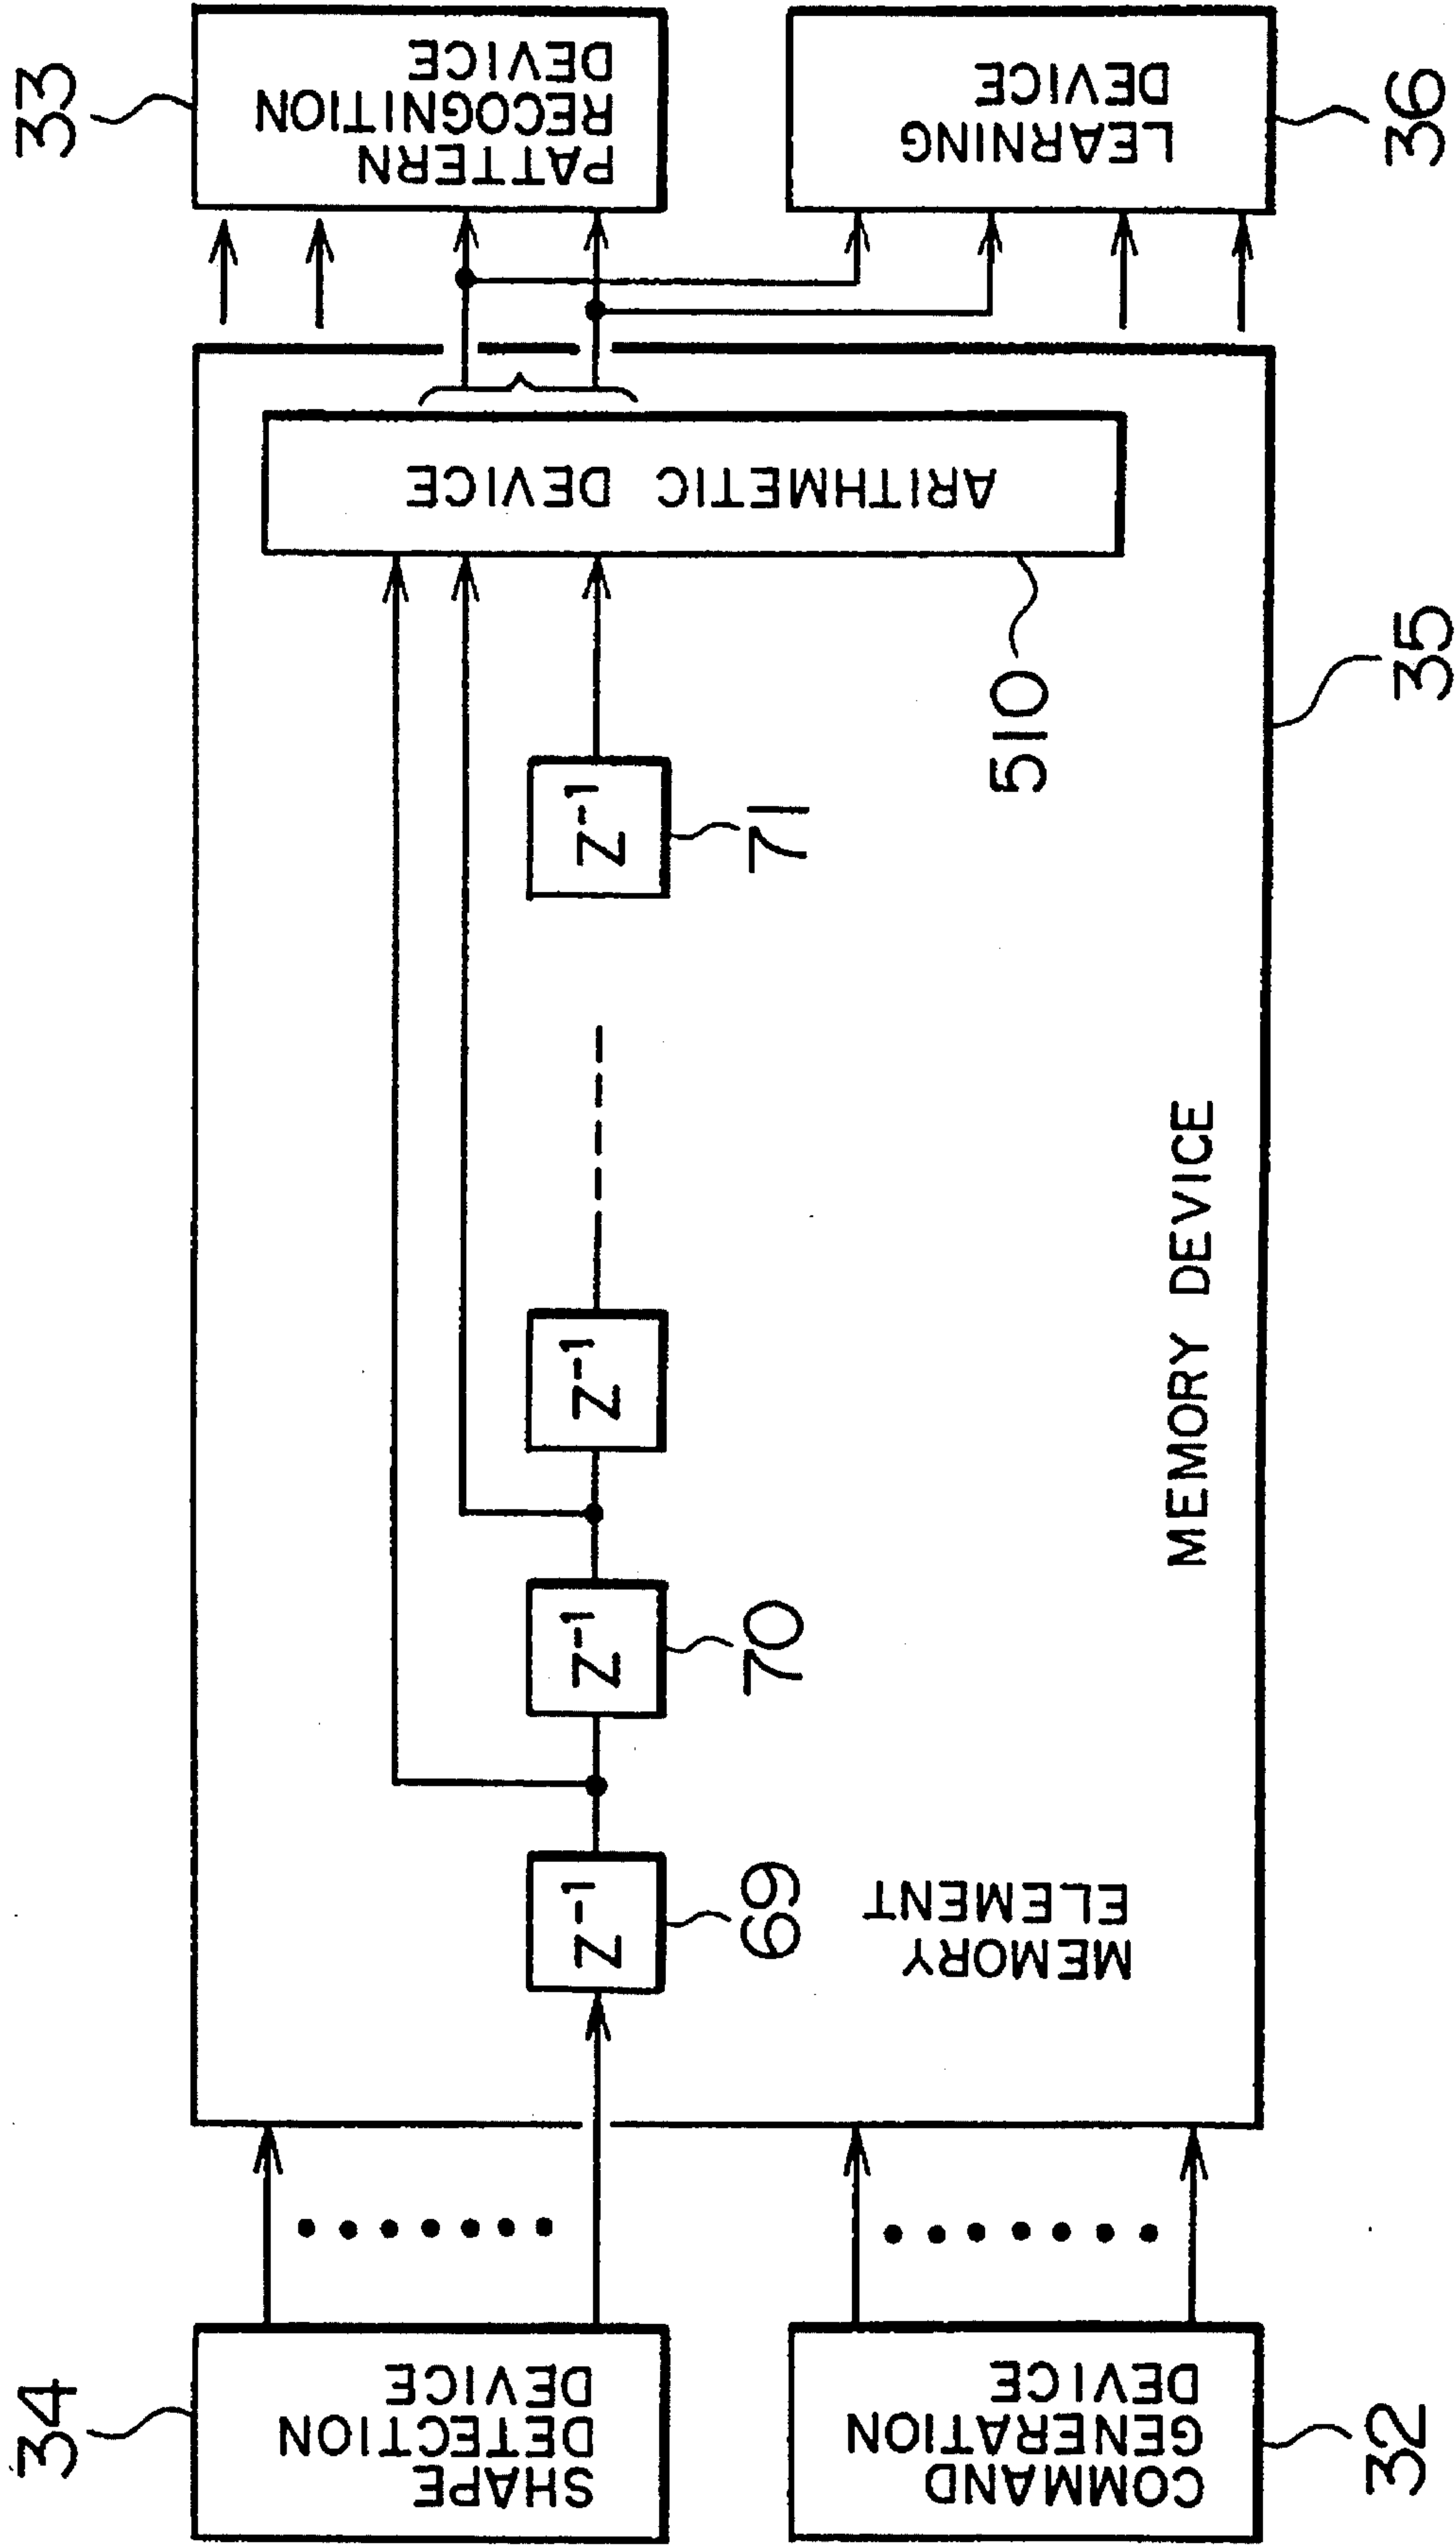 34
SHAPE
DETECTION
DEVICE
32
COMMAND
GENERATION
DEVICE
MEMORY
ELEMENT
Z⁻¹
69
Z⁻¹
70
Z⁻¹
Z⁻¹
71
ARITHMETIC DEVICE
510
MEMORY DEVICE
35
33
PATTERN
RECOGNITION
DEVICE
LEARNING
DEVICE
36